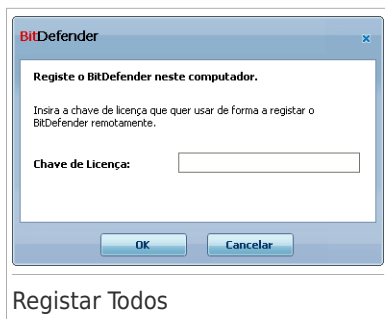 BitDefender
Registe o BitDefender neste computador.
Insira a chave de licença que quer usar de forma a registar o
BitDefender remotamente.
Chave de Licença:
OK Cancelar
Registar Todos